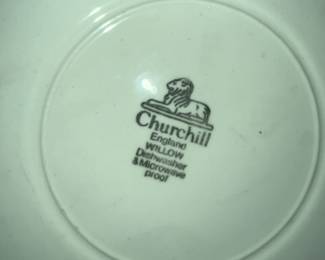 Churchill
England
WILLOW
Dishwasher
& Microwave
proof